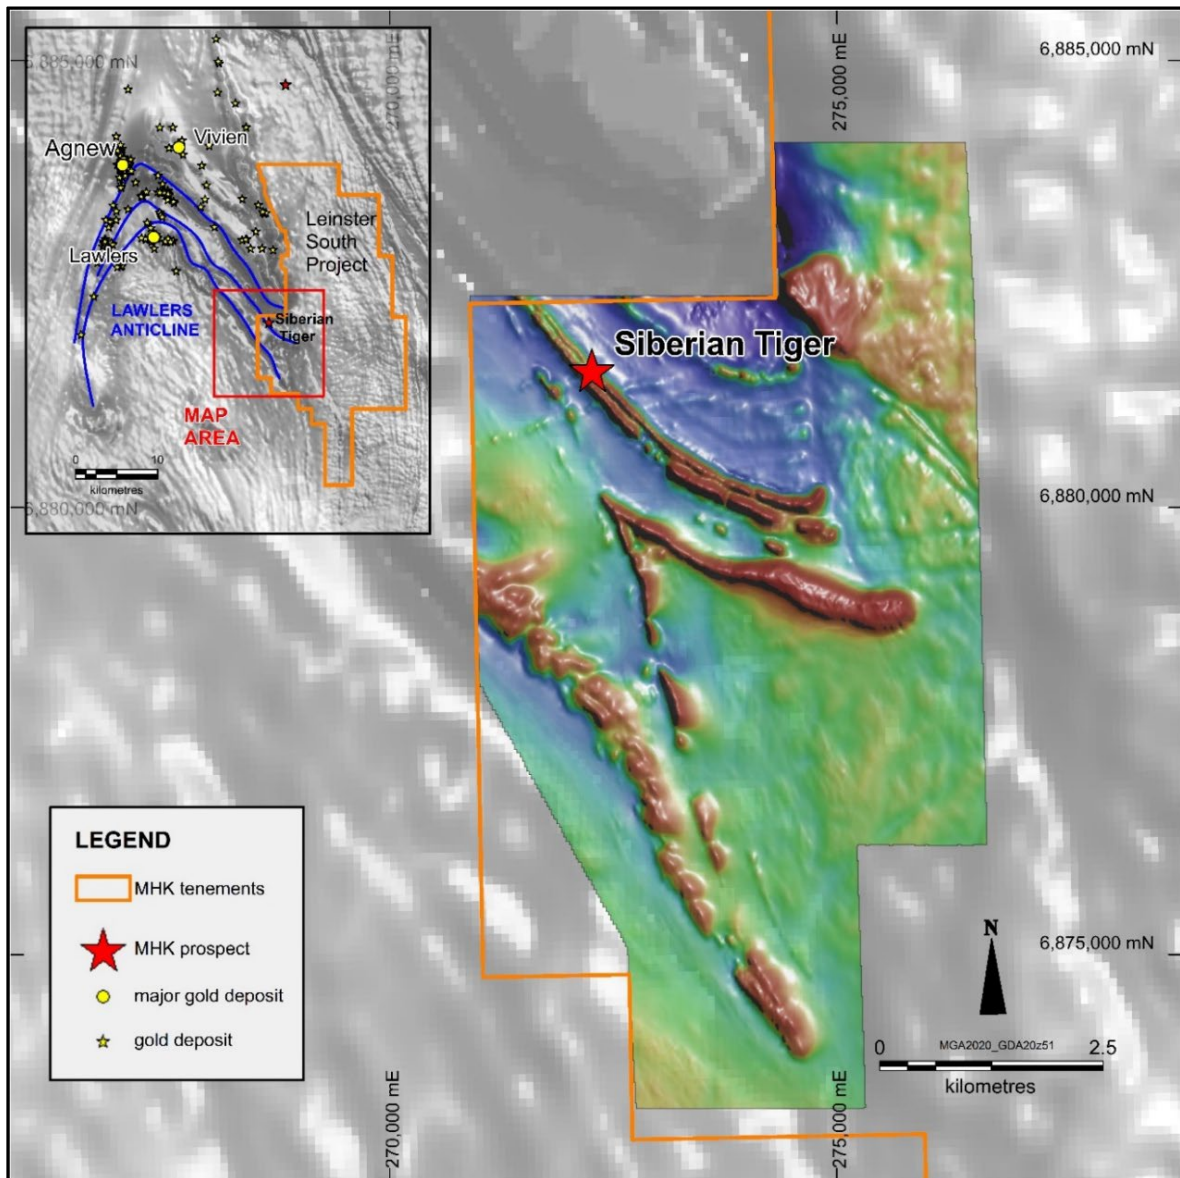 275,000 mE
6,885,000 mN
6,885,000 mN
270,000 mE
Vivien
Agnew
Leinster
South
Project
Lawlers
LAWLERS
ANTICLINE
Siberian
Tiger
MAP
AREA
0 10
kilometres
6,880,000 mN
Siberian Tiger
6,880,000 mN
LEGEND
MHK tenements
MHK prospect
major gold deposit
gold deposit
6,875,000 mN
N
MGA2020_GDA20z51
0 2.5
kilometres
270,000 mE
275,000 mE